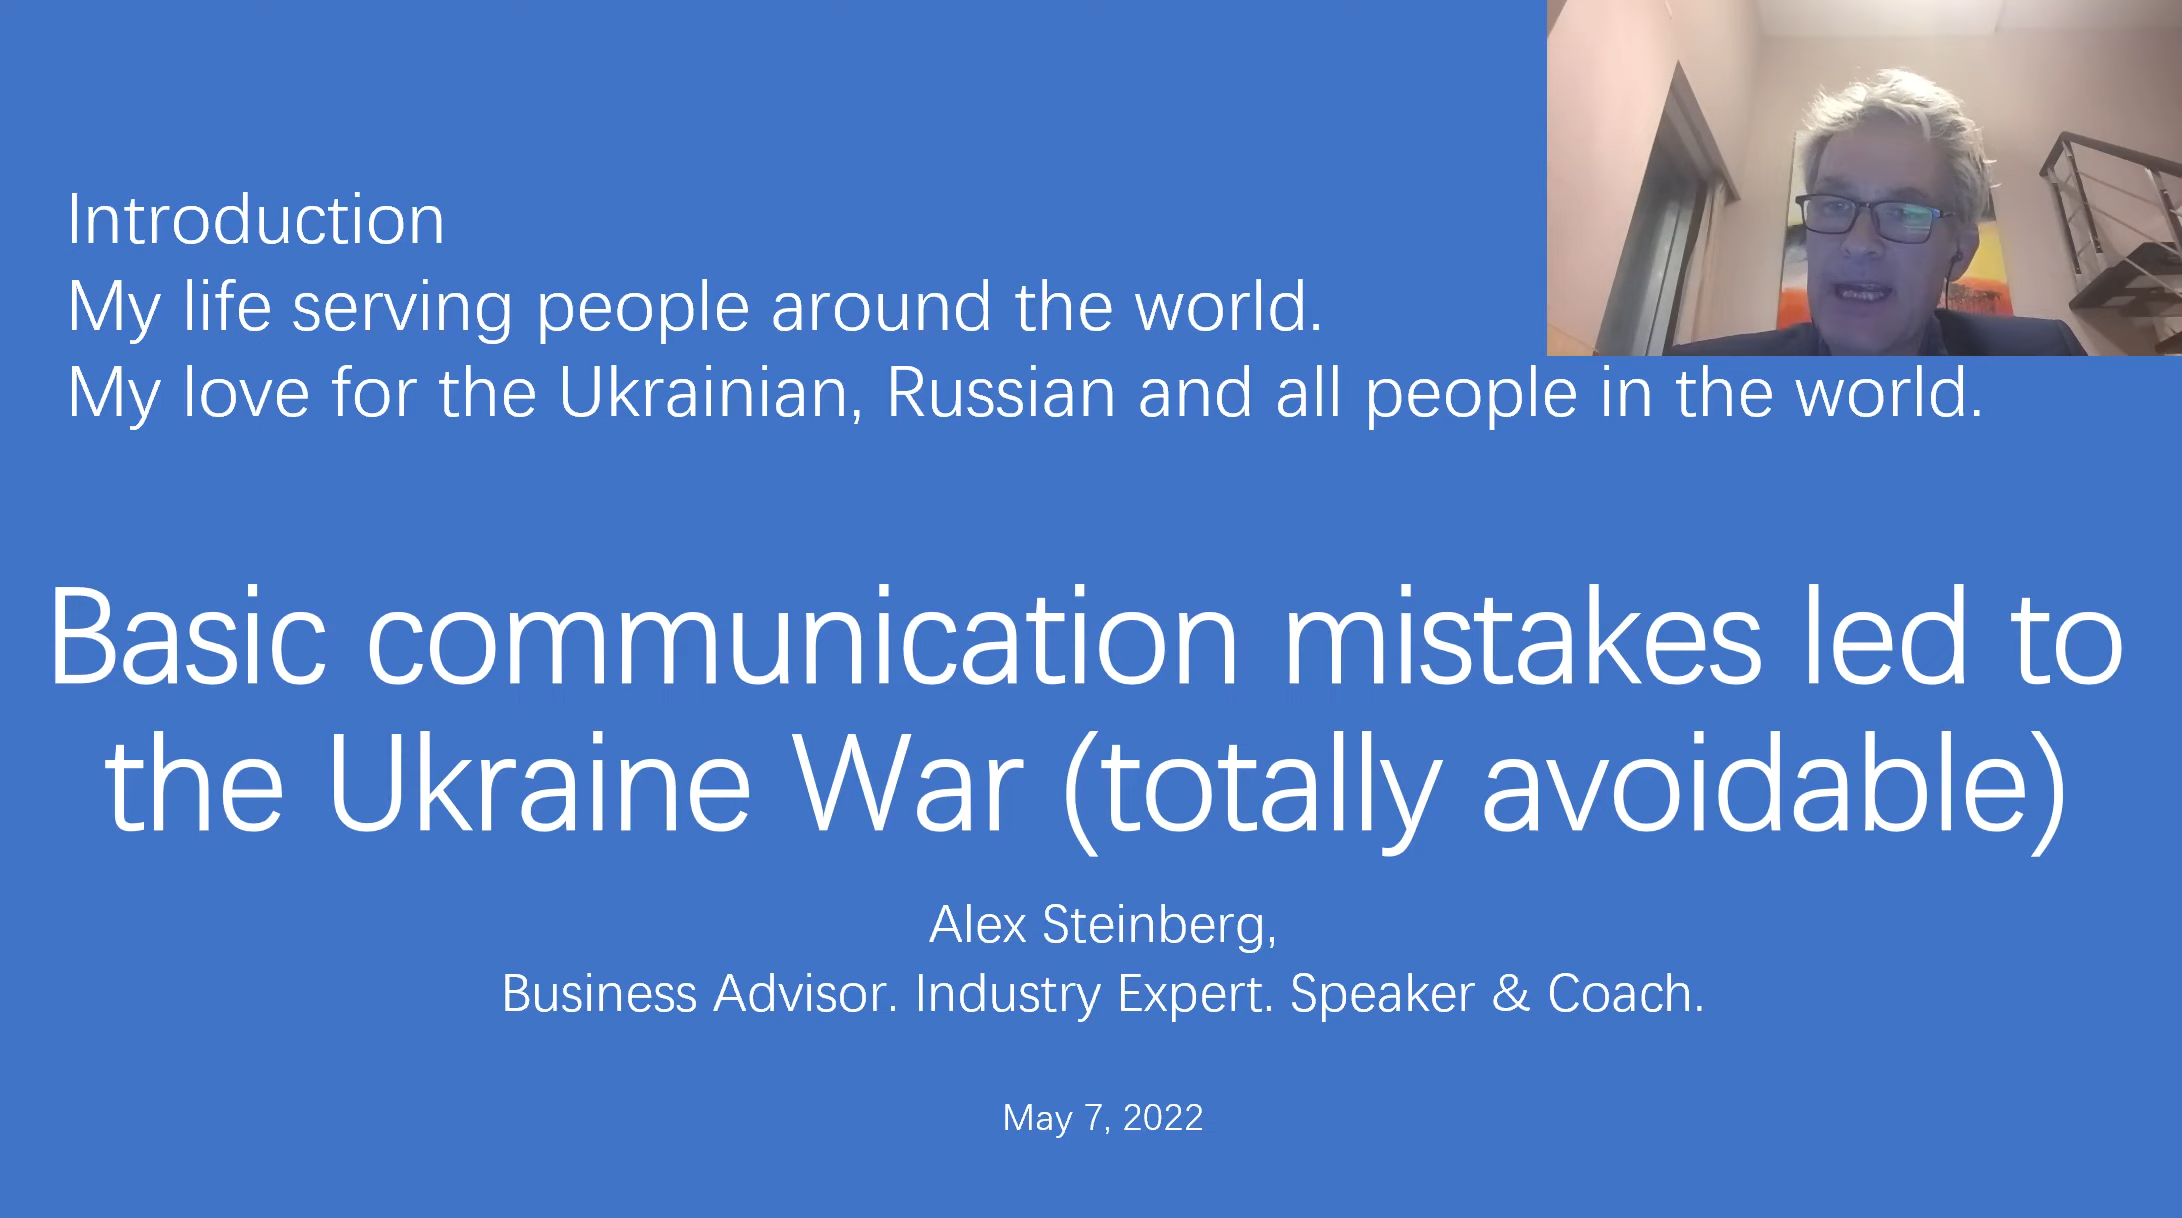 Introduction
My life serving people around the world.
My love for the Ukrainian, Russian and all people in the world.
Basic communication mistakes led to
the Ukraine War (totally avoidable)
Alex Steinberg,
Business Advisor. Industry Expert. Speaker & Coach.
May 7, 2022